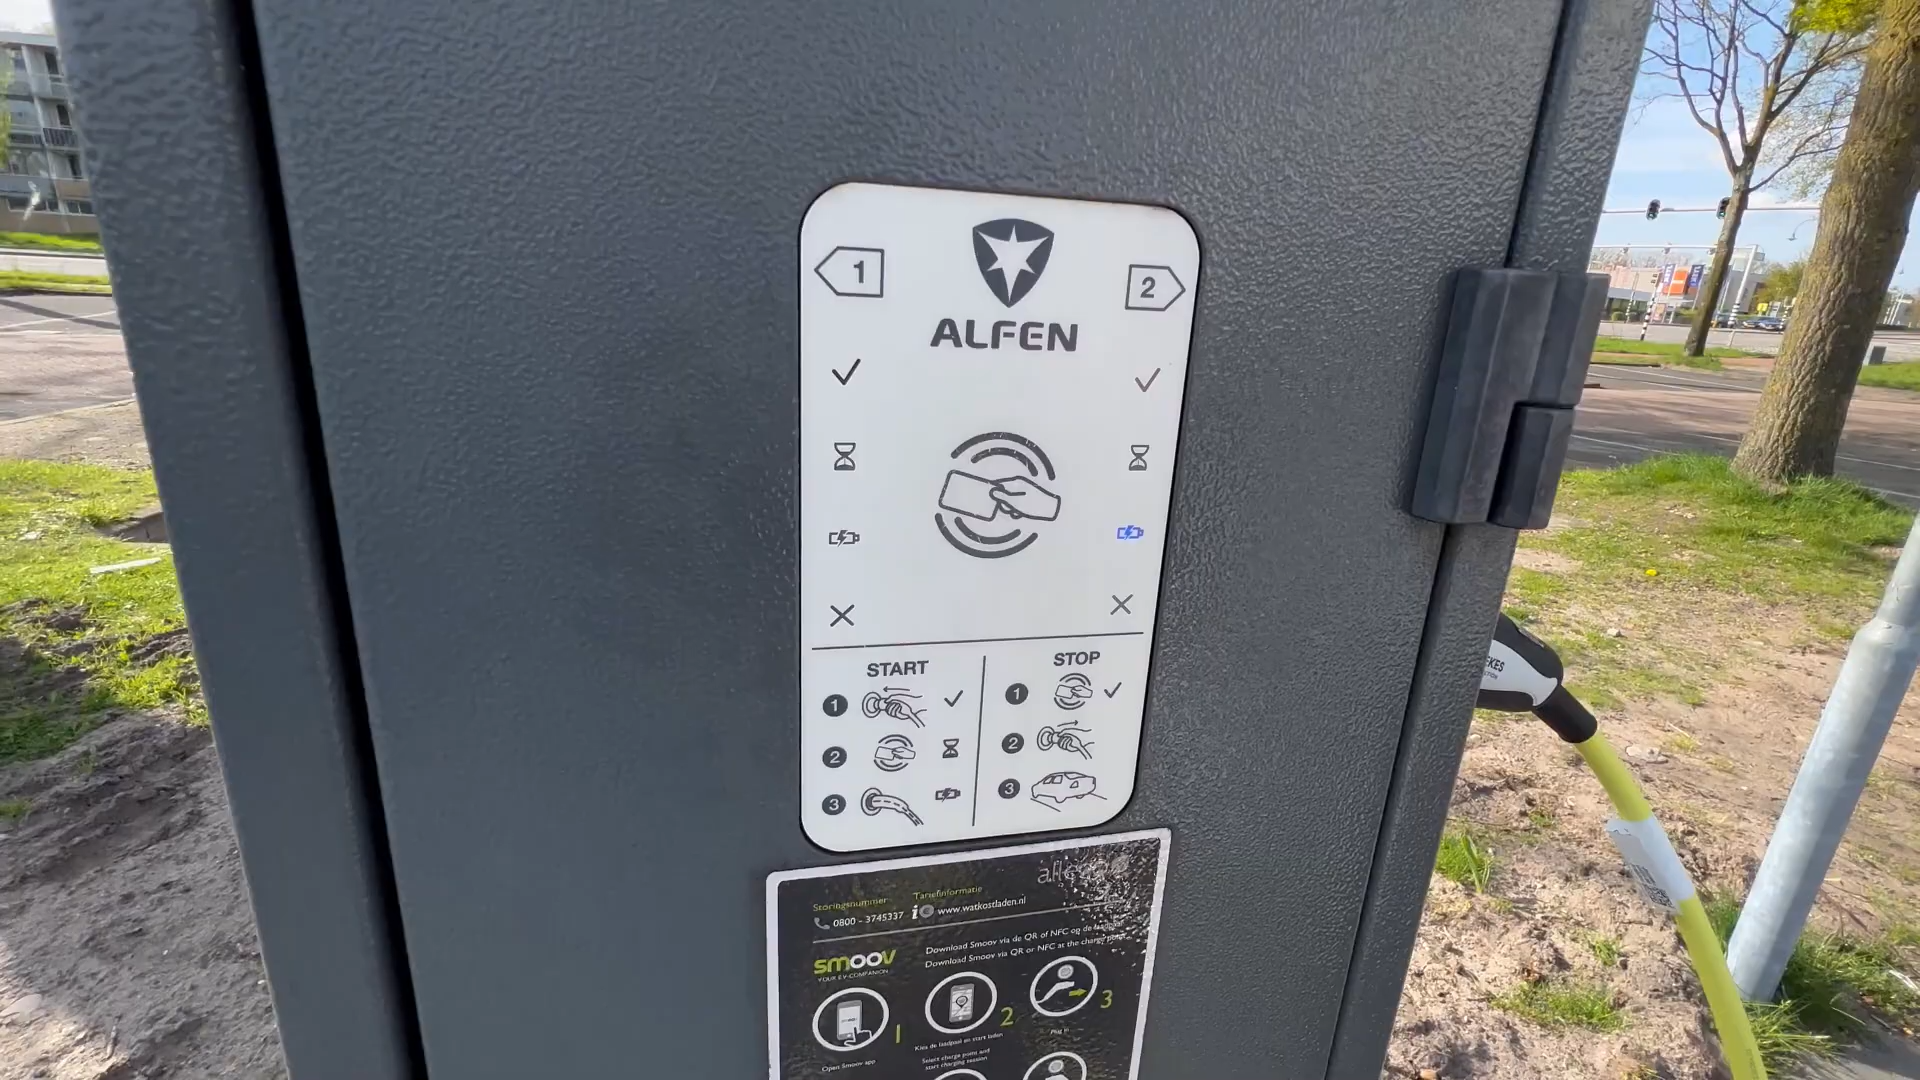 1
2
ALFEN
START
STOP
1
1
2
2
3
3
Storingsnummer
Tariefinformatie
0800 - 3745337
www.watkostladen.nl
smoov
YOUR EV-COMPANION
Download Smoov via de QR of NFC op de laadpaal
Download Smoov via QR or NFC at the charge point
1
2
3
Open Smoov app
Kies de laadpaal en start laden
Select charge point and
start charging session
Plug in